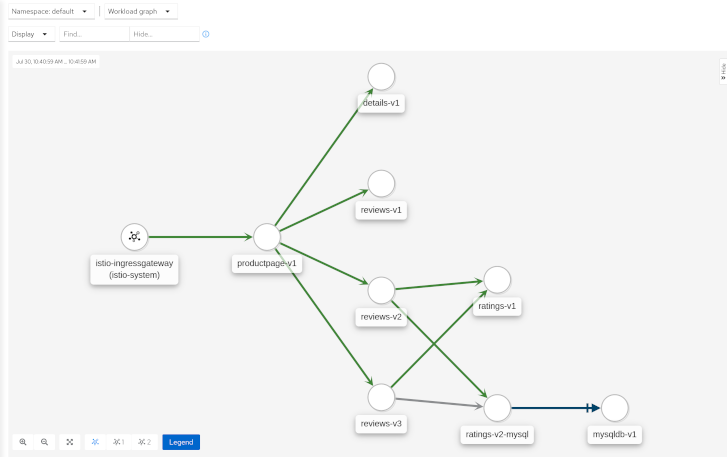 Namespace: default
Workload graph
Display
Find...
Hide...
Jul 30, 10:40:59 AM ... 10:41:59 AM
Hide
details-v1
reviews-v1
istio-ingressgateway
(istio-system)
productpage-v1
reviews-v2
ratings-v1
reviews-v3
ratings-v2-mysql
mysqldb-v1
1
2
Legend